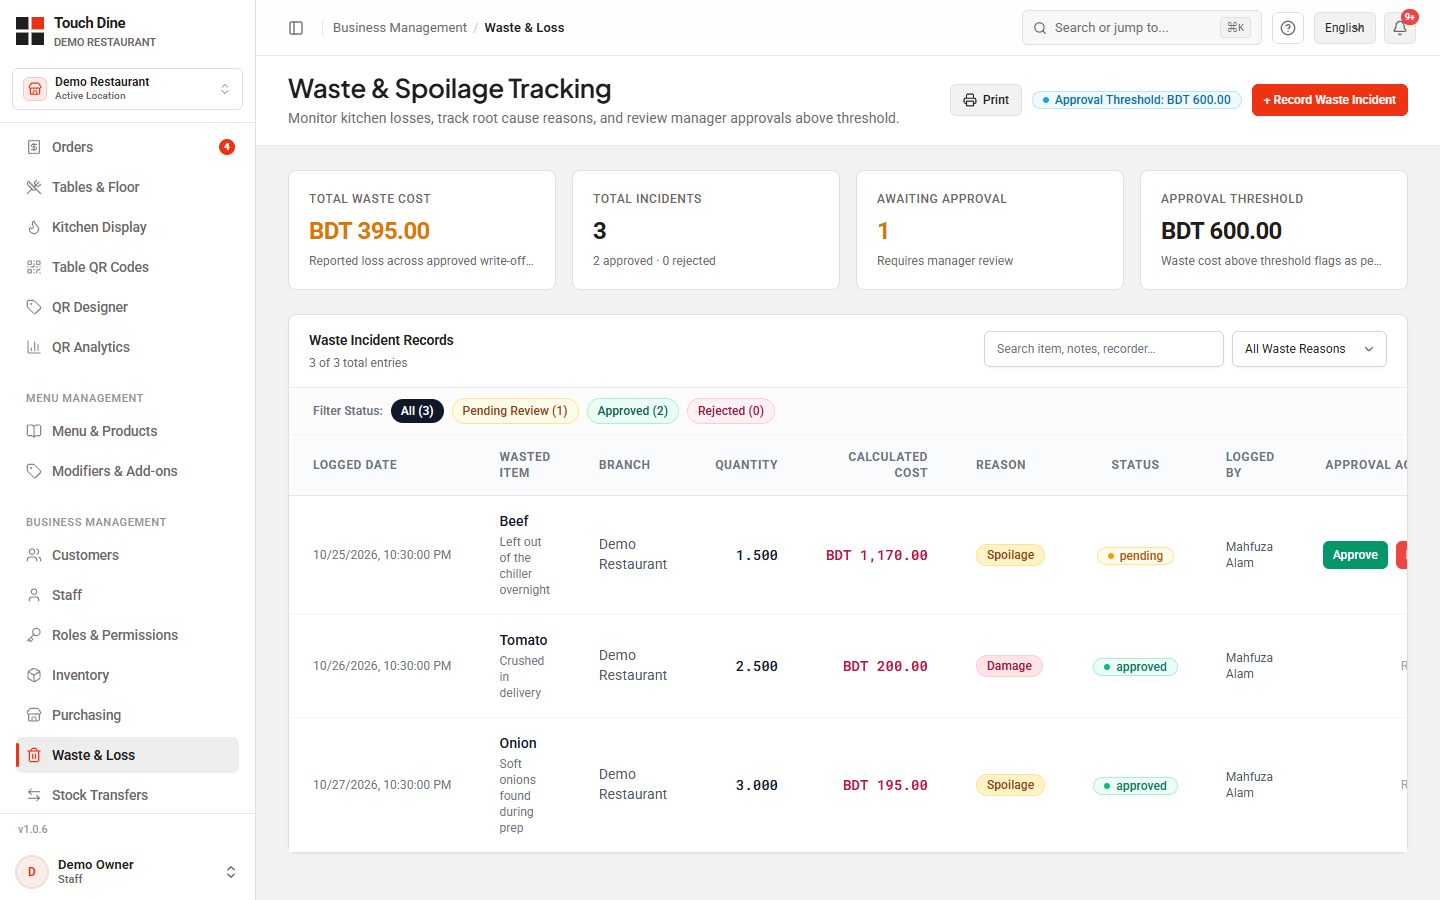 Touch Dine
DEMO RESTAURANT
Demo Restaurant
Active Location
Orders
4
Tables & Floor
Kitchen Display
Table QR Codes
QR Designer
QR Analytics
MENU MANAGEMENT
Menu & Products
Modifiers & Add-ons
BUSINESS MANAGEMENT
Customers
Staff
Roles & Permissions
Inventory
Purchasing
Waste & Loss
Stock Transfers
v1.0.6
D
Demo Owner
Staff
Business Management / Waste & Loss
Search or jump to...
⌘K
English
9+
Waste & Spoilage Tracking
Monitor kitchen losses, track root cause reasons, and review manager approvals above threshold.
Print
Approval Threshold: BDT 600.00
+ Record Waste Incident
TOTAL WASTE COST
BDT 395.00
Reported loss across approved write-off...
TOTAL INCIDENTS
3
2 approved · 0 rejected
AWAITING APPROVAL
1
Requires manager review
APPROVAL THRESHOLD
BDT 600.00
Waste cost above threshold flags as pe...
Waste Incident Records
3 of 3 total entries
Search item, notes, recorder...
All Waste Reasons
Filter Status:
All (3)
Pending Review (1)
Approved (2)
Rejected (0)
LOGGED DATE
WASTED
ITEM
BRANCH
QUANTITY
CALCULATED
COST
REASON
STATUS
LOGGED
BY
APPROVAL
10/25/2026, 10:30:00 PM
Beef
Left out
of the
chiller
overnight
Demo
Restaurant
1.500
BDT 1,170.00
Spoilage
pending
Mahfuza
Alam
Approve
10/26/2026, 10:30:00 PM
Tomato
Crushed
in
delivery
Demo
Restaurant
2.500
BDT 200.00
Damage
approved
Mahfuza
Alam
10/27/2026, 10:30:00 PM
Onion
Soft
onions
found
during
prep
Demo
Restaurant
3.000
BDT 195.00
Spoilage
approved
Mahfuza
Alam